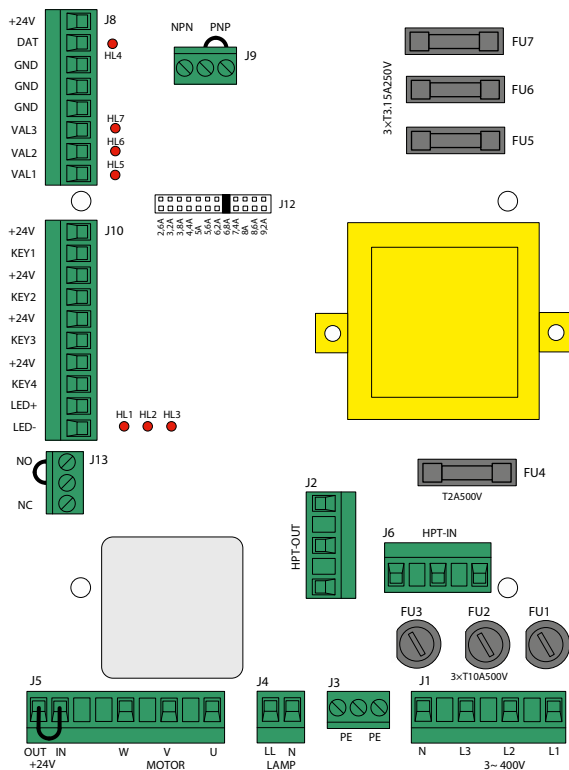 +24V
J8
DAT
HL4
GND
GND
GND
VAL3
HL7
VAL2
HL6
VAL1
HL5
NPN
PNP
J9
FU7
FU6
FU5
3×T3.15A250V
J12
2,6A
3,2A
3,8A
4,4A
5A
5,6A
6,2A
6,8A
7,4A
8A
8,6A
9,2A
+24V
J10
KEY1
+24V
KEY2
+24V
KEY3
+24V
KEY4
LED+
LED-
HL1
HL2
HL3
NO
J13
NC
FU4
T2A500V
J2
HPT-OUT
J6
HPT-IN
FU3
FU2
FU1
3×T10A500V
J5
OUT
IN
W
V
U
+24V
MOTOR
J4
LL
N
LAMP
J3
PE
PE
J1
N
L3
L2
L1
3~ 400V